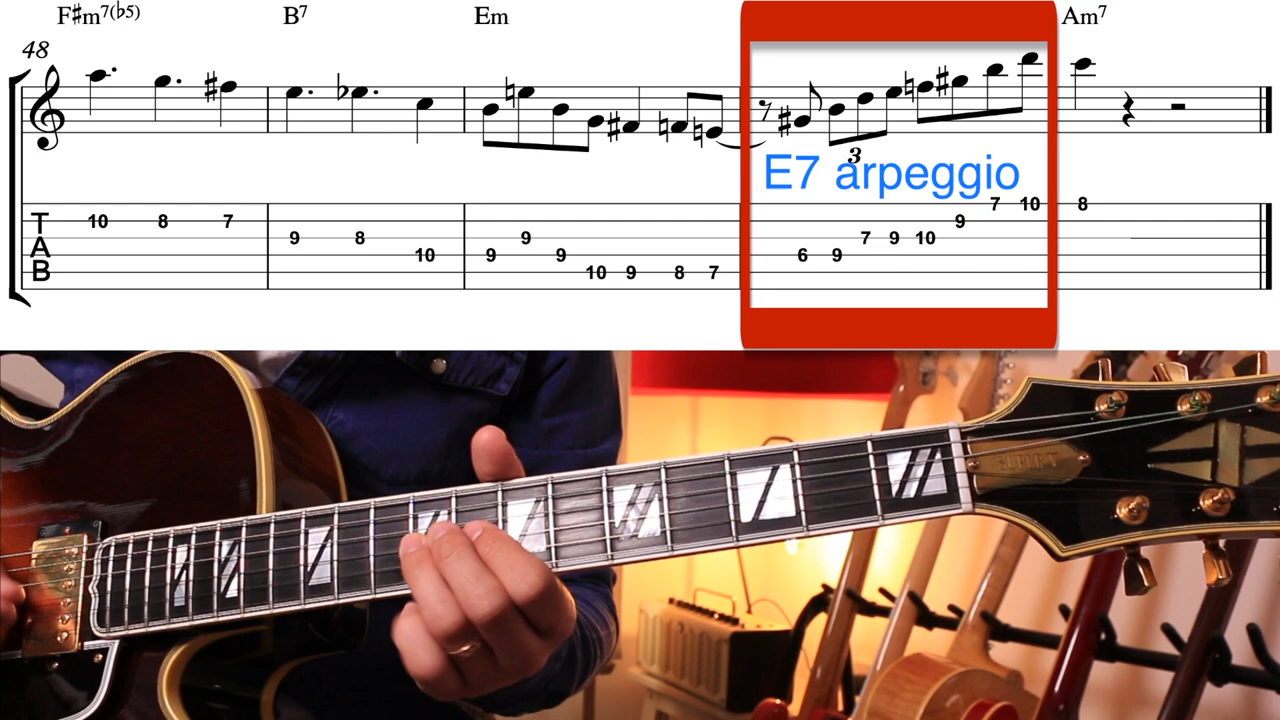 F♯m7(♭5) B7 Em Am7
48
3
E7 arpeggio
7 10 8
T 10 8 7 9
A 9 8 9 7 9 10
10 9 9 6 9
B 10 9 8 7